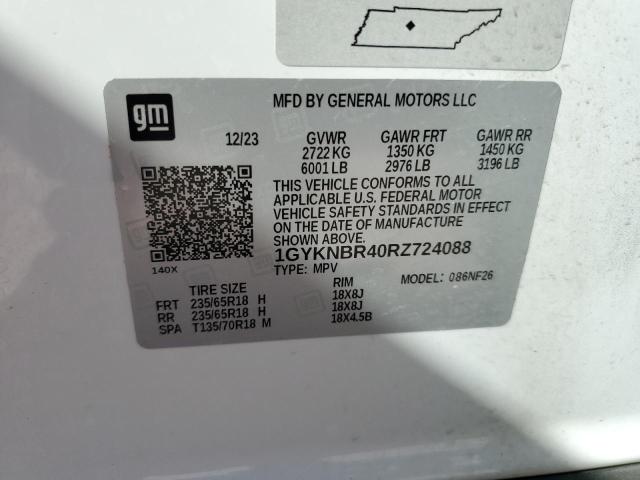 gm
MFD BY GENERAL MOTORS LLC
12/23 GVWR GAWR FRT GAWR RR
2722 KG 1350 KG 1450 KG
6001 LB 2976 LB 3196 LB
THIS VEHICLE CONFORMS TO ALL
APPLICABLE U.S. FEDERAL MOTOR
VEHICLE SAFETY STANDARDS IN EFFECT
ON THE DATE OF MANUFACTURE
SHOWN ABOVE.
1GYKNBR40RZ724088
140X TYPE: MPV MODEL: 086NF26
TIRE SIZE RIM
FRT 235/65R18 H 18X8J
RR 235/65R18 H 18X8J
SPA T135/70R18 M 18X4.5B